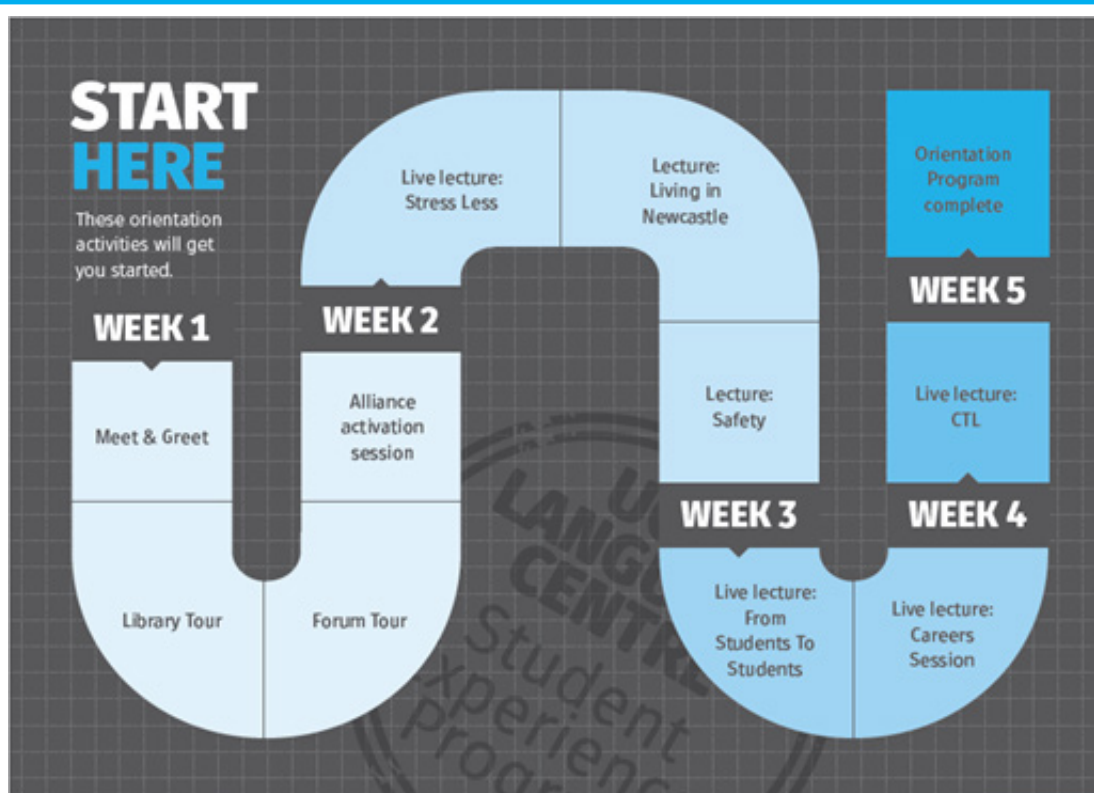 START
HERE
These orientation
activities will get
you started.
WEEK 1
Meet & Greet
Library Tour
Forum Tour
Alliance
activation
session
WEEK 2
Live lecture:
Stress Less
Lecture:
Living in
Newcastle
Lecture:
Safety
WEEK 3
Live lecture:
From
Students To
Students
Live lecture:
Careers
Session
WEEK 4
Live lecture:
CTL
WEEK 5
Orientation
Program
complete
CENTRE
Student